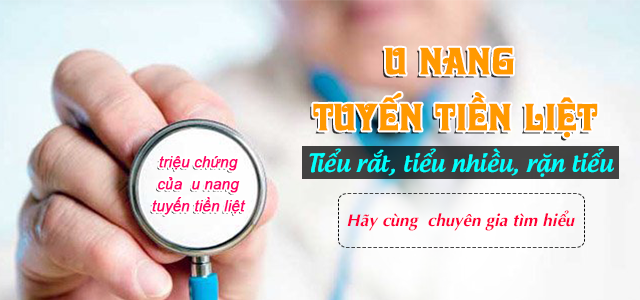 U NANG
TUYẾN TIỀN LIỆT
Tiểu rắt, tiểu nhiều, rặn tiểu
triệu chứng
của u nang
tuyến tiền liệt
Hãy cùng chuyên gia tìm hiểu